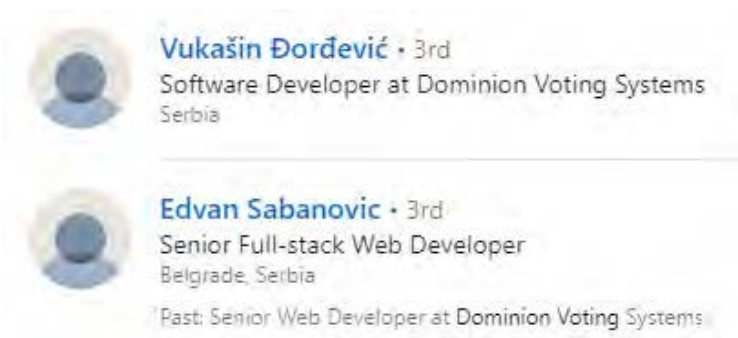 Vukašin Đorđević • 3rd
Software Developer at Dominion Voting Systems
Serbia
Edvan Sabanovic • 3rd
Senior Full-stack Web Developer
Belgrade, Serbia
Past: Senior Web Developer at Dominion Voting Systems